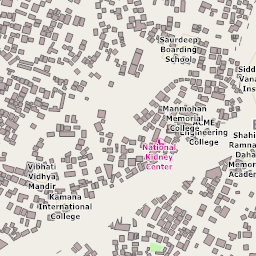 Saurdeep
Boarding
School
Manmohan
Memorial
College
ACME
Engineering
College
National
Kidney
Center
Vibhati
Vidhya
Mandir
Kamana
International
College
Sidd
Vana
Ins
Shahi
Ramna
Daha
Memor
Acade